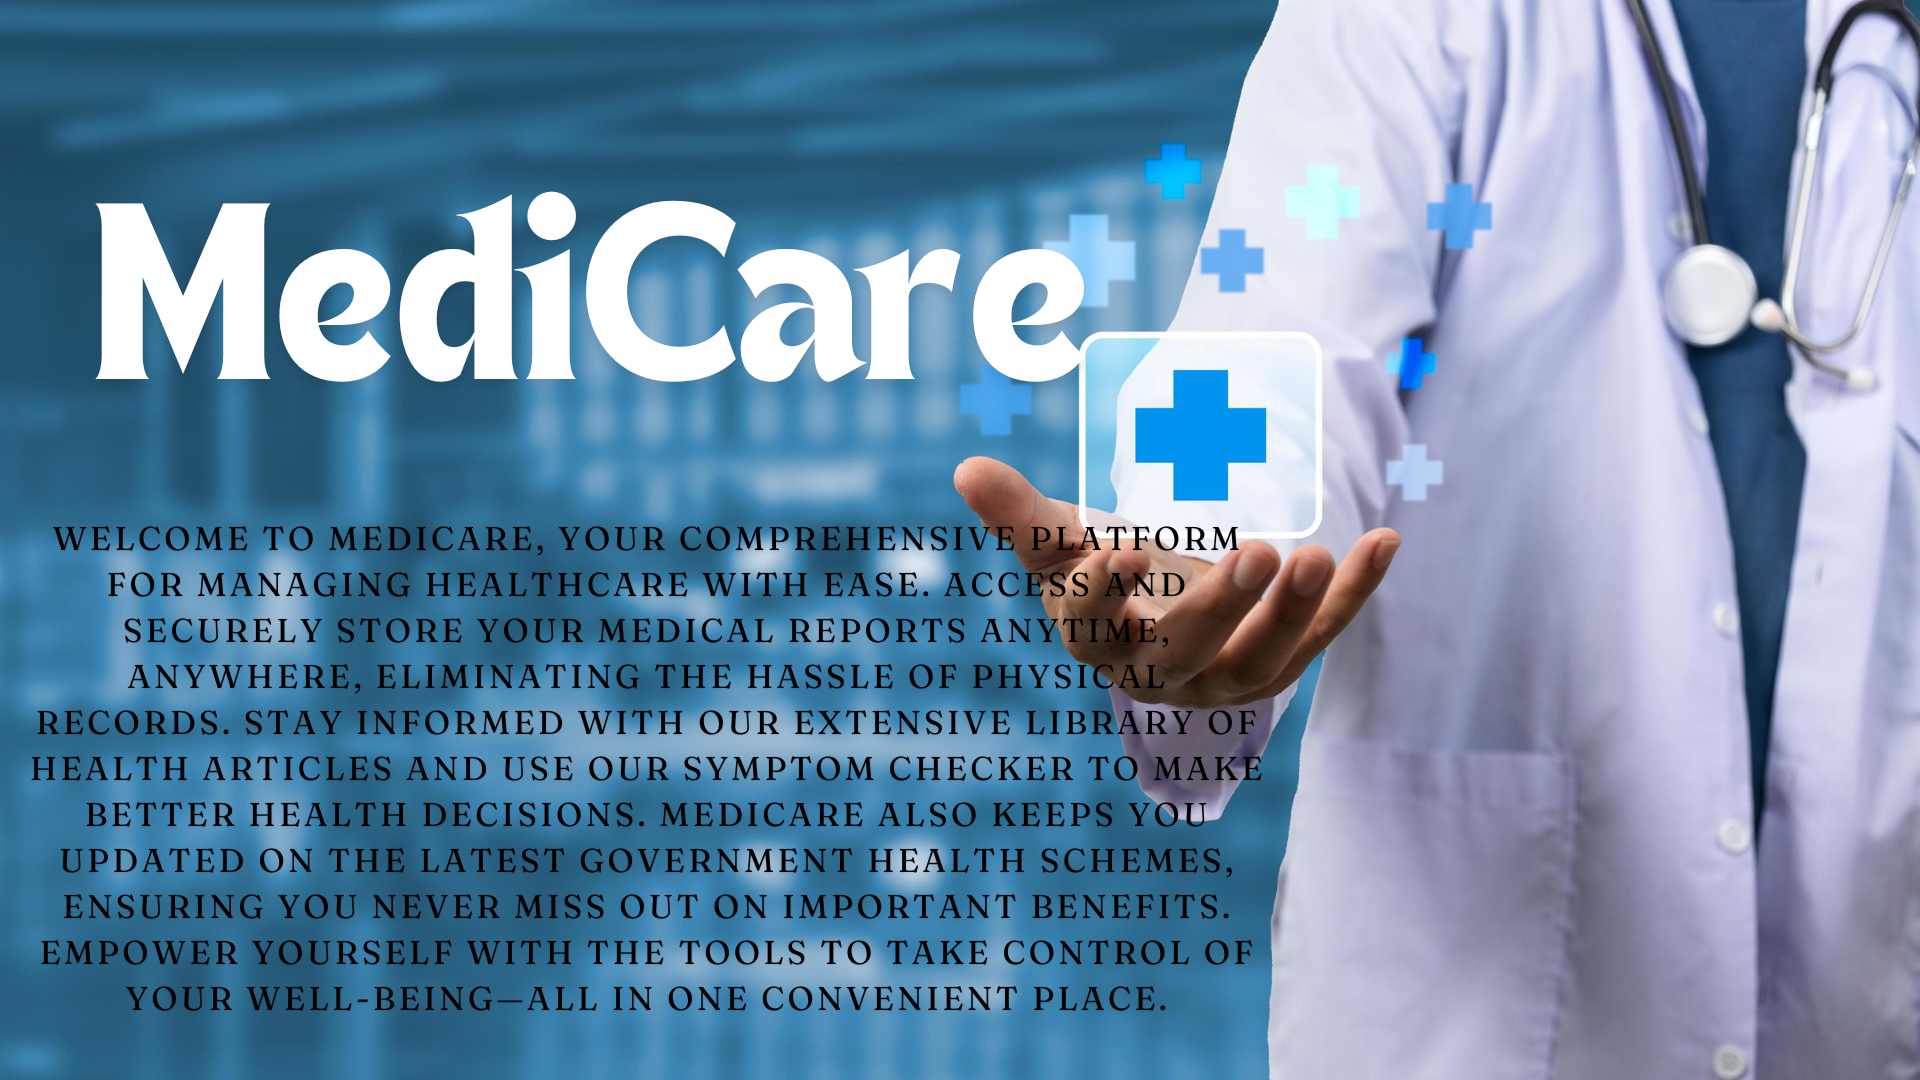 MediCare
WELCOME TO MEDICARE, YOUR COMPREHENSIVE PLATFORM
FOR MANAGING HEALTHCARE WITH EASE. ACCESS AND
SECURELY STORE YOUR MEDICAL REPORTS ANYTIME,
ANYWHERE, ELIMINATING THE HASSLE OF PHYSICAL
RECORDS. STAY INFORMED WITH OUR EXTENSIVE LIBRARY OF
HEALTH ARTICLES AND USE OUR SYMPTOM CHECKER TO MAKE
BETTER HEALTH DECISIONS. MEDICARE ALSO KEEPS YOU
UPDATED ON THE LATEST GOVERNMENT HEALTH SCHEMES,
ENSURING YOU NEVER MISS OUT ON IMPORTANT BENEFITS.
EMPOWER YOURSELF WITH THE TOOLS TO TAKE CONTROL OF
YOUR WELL-BEING—ALL IN ONE CONVENIENT PLACE.